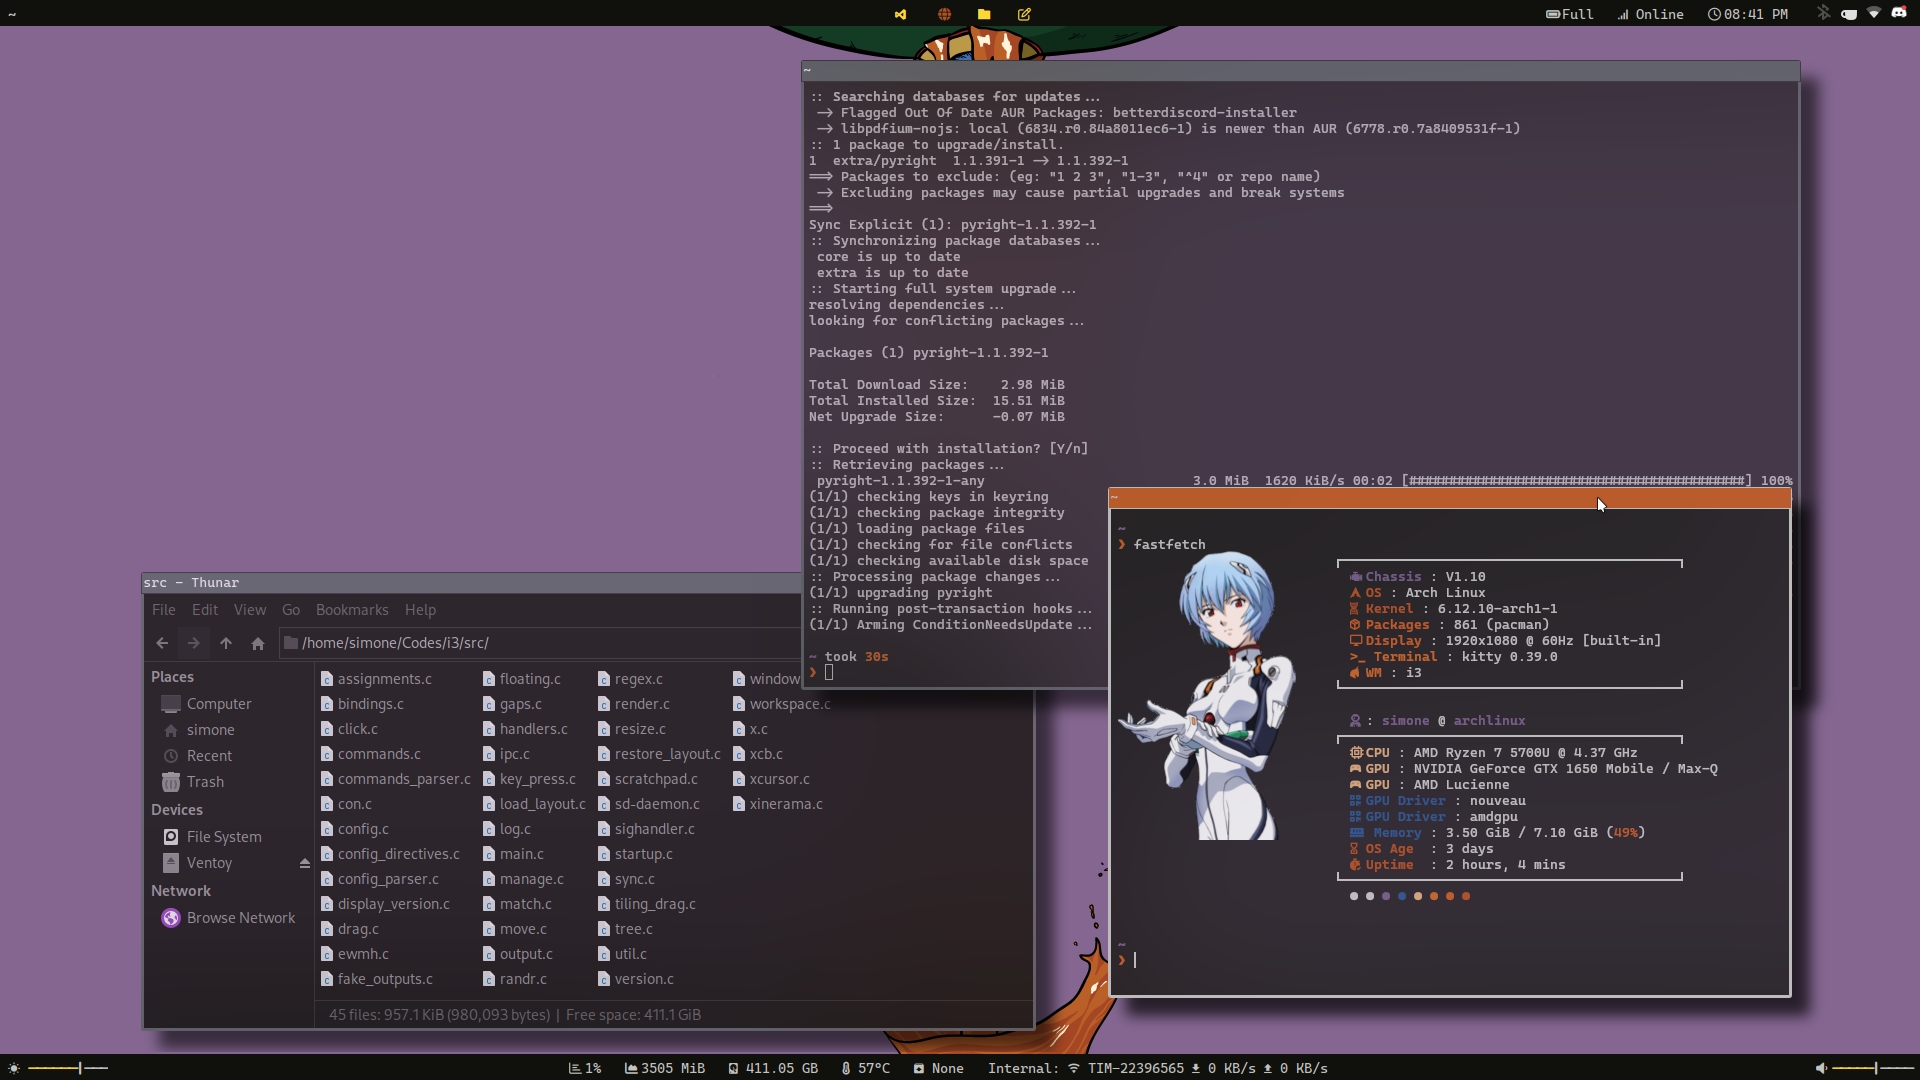 ~
Full
Online
08:41 PM
~
:: Searching databases for updates...
 -> Flagged Out Of Date AUR Packages: betterdiscord-installer
 -> libpdfium-nojs: local (6834.r0.84a8011ec6-1) is newer than AUR (6778.r0.7a8409531f-1)
:: 1 package to upgrade/install.
1  extra/pyright  1.1.391-1 -> 1.1.392-1
==> Packages to exclude: (eg: "1 2 3", "1-3", "^4" or repo name)
 -> Excluding packages may cause partial upgrades and break systems
==>
Sync Explicit (1): pyright-1.1.392-1
:: Synchronizing package databases...
 core is up to date
 extra is up to date
:: Starting full system upgrade...
resolving dependencies...
looking for conflicting packages...
Packages (1) pyright-1.1.392-1
Total Download Size:    2.98 MiB
Total Installed Size:  15.51 MiB
Net Upgrade Size:      -0.07 MiB
:: Proceed with installation? [Y/n]
:: Retrieving packages...
 pyright-1.1.392-1-any 3.0 MiB  1620 KiB/s 00:02 [##########################################] 100%
(1/1) checking keys in keyring
(1/1) checking package integrity
(1/1) loading package files
(1/1) checking for file conflicts
(1/1) checking available disk space
:: Processing package changes...
(1/1) upgrading pyright
:: Running post-transaction hooks...
(1/1) Arming ConditionNeedsUpdate...
~ took 30s
❯
~
~
❯ fastfetch
Chassis : V1.10
OS : Arch Linux
Kernel : 6.12.10-arch1-1
Packages : 861 (pacman)
Display : 1920x1080 @ 60Hz [built-in]
>_ Terminal : kitty 0.39.0
WM : i3
: simone @ archlinux
CPU : AMD Ryzen 7 5700U @ 4.37 GHz
GPU : NVIDIA GeForce GTX 1650 Mobile / Max-Q
GPU : AMD Lucienne
GPU Driver : nouveau
GPU Driver : amdgpu
Memory : 3.50 GiB / 7.10 GiB (49%)
OS Age : 3 days
Uptime : 2 hours, 4 mins
~
❯
src - Thunar
File Edit View Go Bookmarks Help
/home/simone/Codes/i3/src/
Places
Computer
simone
Recent
Trash
Devices
File System
Ventoy
Network
Browse Network
assignments.c
bindings.c
click.c
commands.c
commands_parser.c
con.c
config.c
config_directives.c
config_parser.c
display_version.c
drag.c
ewmh.c
fake_outputs.c
floating.c
gaps.c
handlers.c
ipc.c
key_press.c
load_layout.c
log.c
main.c
manage.c
match.c
move.c
output.c
randr.c
regex.c
render.c
resize.c
restore_layout.c
scratchpad.c
sd-daemon.c
sighandler.c
startup.c
sync.c
tiling_drag.c
tree.c
util.c
version.c
window
workspace.c
x.c
xcb.c
xcursor.c
xinerama.c
45 files: 957.1 KiB (980,093 bytes) | Free space: 411.1 GiB
1%
3505 MiB
411.05 GB
57°C
None
Internal: TIM-22396565 0 KB/s 0 KB/s